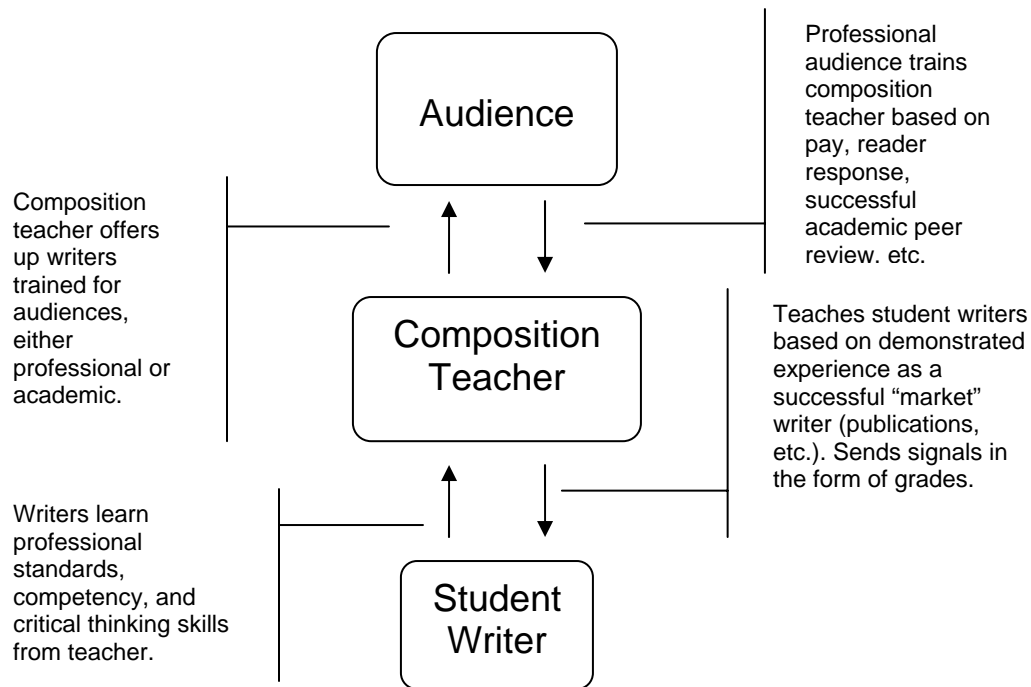 Audience
Professional
audience trains
composition
teacher based on
pay, reader
response,
successful
academic peer
review. etc.
Composition
teacher offers
up writers
trained for
audiences,
either
professional or
academic.
Composition
Teacher
Teaches student writers
based on demonstrated
experience as a
successful “market”
writer (publications,
etc.). Sends signals in
the form of grades.
Writers learn
professional
standards,
competency, and
critical thinking skills
from teacher.
Student
Writer